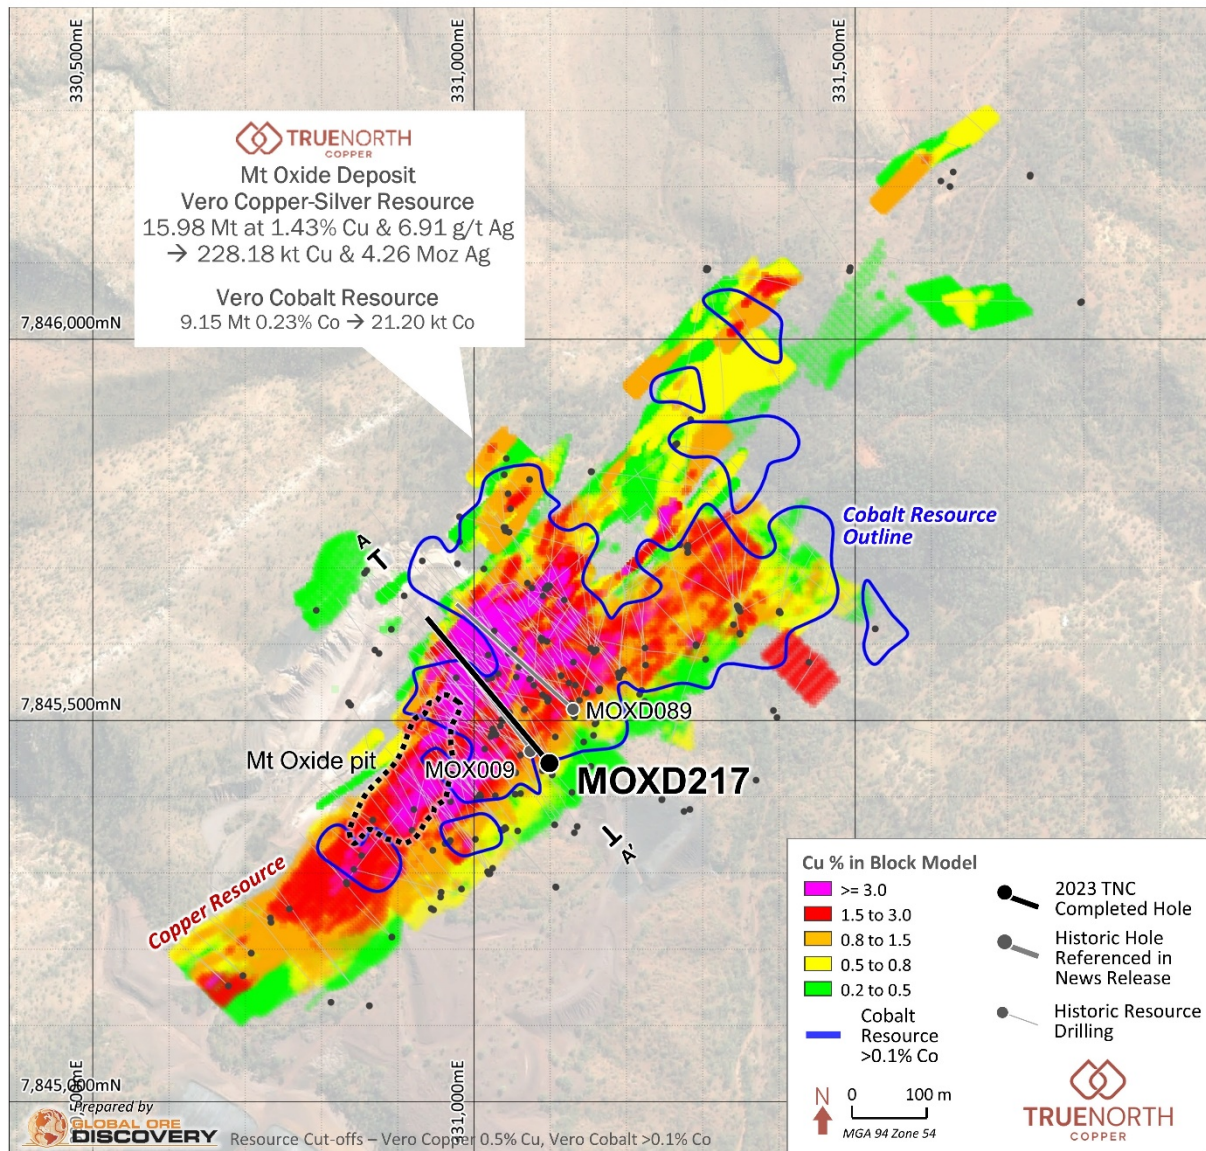 330,500mE
331,000mE
331,500mE
TRUENORTH
COPPER
Mt Oxide Deposit
Vero Copper-Silver Resource
15.98 Mt at 1.43% Cu & 6.91 g/t Ag
→ 228.18 kt Cu & 4.26 Moz Ag
Vero Cobalt Resource
9.15 Mt 0.23% Co → 21.20 kt Co
7,846,000mN
Cobalt Resource
Outline
A
7,845,500mN
MOXD089
Mt Oxide pit
MOX009
MOXD217
A'
Copper Resource
Cu % in Block Model
>= 3.0
1.5 to 3.0
0.8 to 1.5
0.5 to 0.8
0.2 to 0.5
Cobalt
Resource
>0.1% Co
2023 TNC
Completed Hole
Historic Hole
Referenced in
News Release
Historic Resource
Drilling
N
0 100 m
MGA 94 Zone 54
TRUENORTH
COPPER
7,845,000mN
331,000mE
Prepared by
GLOBAL ORE
DISCOVERY
Resource Cut-offs – Vero Copper 0.5% Cu, Vero Cobalt >0.1% Co